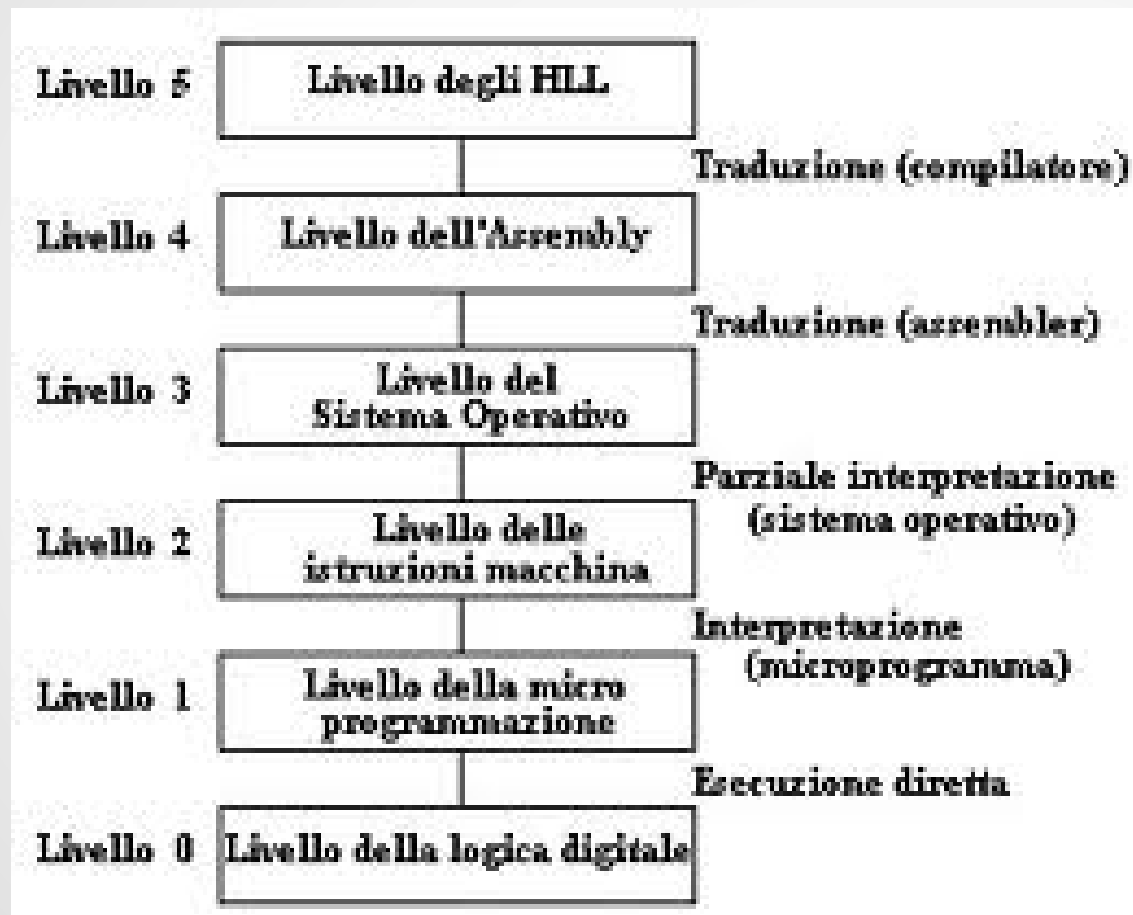 Livello 5
Livello degli HLL
Traduzione (compilatore)
Livello 4
Livello dell'Assembly
Traduzione (assembler)
Livello 3
Livello del
Sistema Operativo
Parziale interpretazione
(sistema operativo)
Livello 2
Livello delle
istruzioni macchina
Interpretazione
(microprogramma)
Livello 1
Livello della micro
programmazione
Esecuzione diretta
Livello 0
Livello della logica digitale